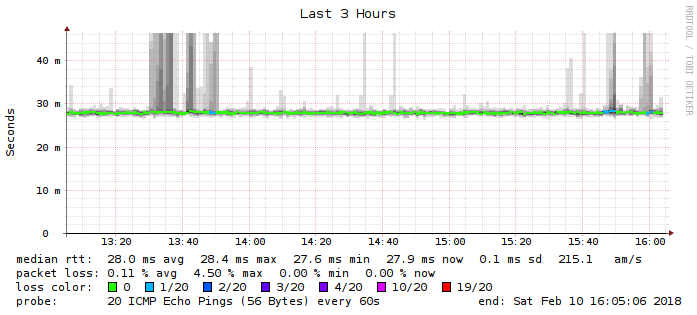 Last 3 Hours
RRDTOOL / TOBI OETIKER
Seconds
40 m
30 m
20 m
10 m
0
13:20 13:40 14:00 14:20 14:40 15:00 15:20 15:40 16:00
median rtt: 28.0 ms avg 28.4 ms max 27.6 ms min 27.9 ms now 0.1 ms sd 215.1 am/s
packet loss: 0.11 % avg 4.50 % max 0.00 % min 0.00 % now
loss color: 0 1/20 2/20 3/20 4/20 10/20 19/20
probe: 20 ICMP Echo Pings (56 Bytes) every 60s end: Sat Feb 10 16:05:06 2018